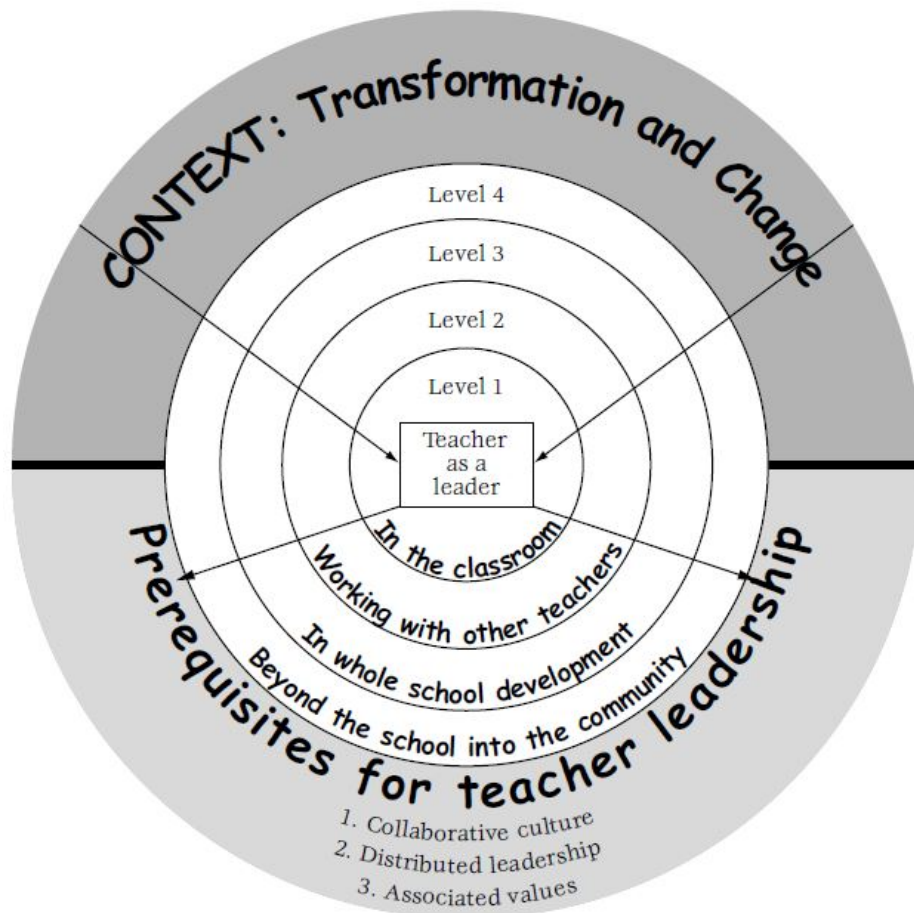 CONTEXT: Transformation and Change
Level 4
Level 3
Level 2
Level 1
Teacher
as a
leader
In the classroom
Working with other teachers
In whole school development
Beyond the school into the community
Prerequisites for teacher leadership
1. Collaborative culture
2. Distributed leadership
3. Associated values